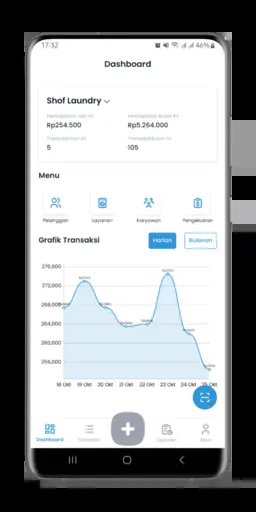 17:32
46%
Dashboard
Shof Laundry
Pendapatan Hari Ini
Pendapatan Bulan Ini
Rp254.500
Rp5.264.000
Transaksi Hari Ini
Transaksi Bulan Ini
5
105
Menu
Pelanggan
Layanan
Karyawan
Pengeluaran
Grafik Transaksi
Harian
Bulanan
276,000
272,000
268,000
264,000
260,000
256,000
18 Okt
19 Okt
20 Okt
21 Okt
22 Okt
23 Okt
24 Okt
25 Okt
Dashboard
Transaksi
Laporan
Akun